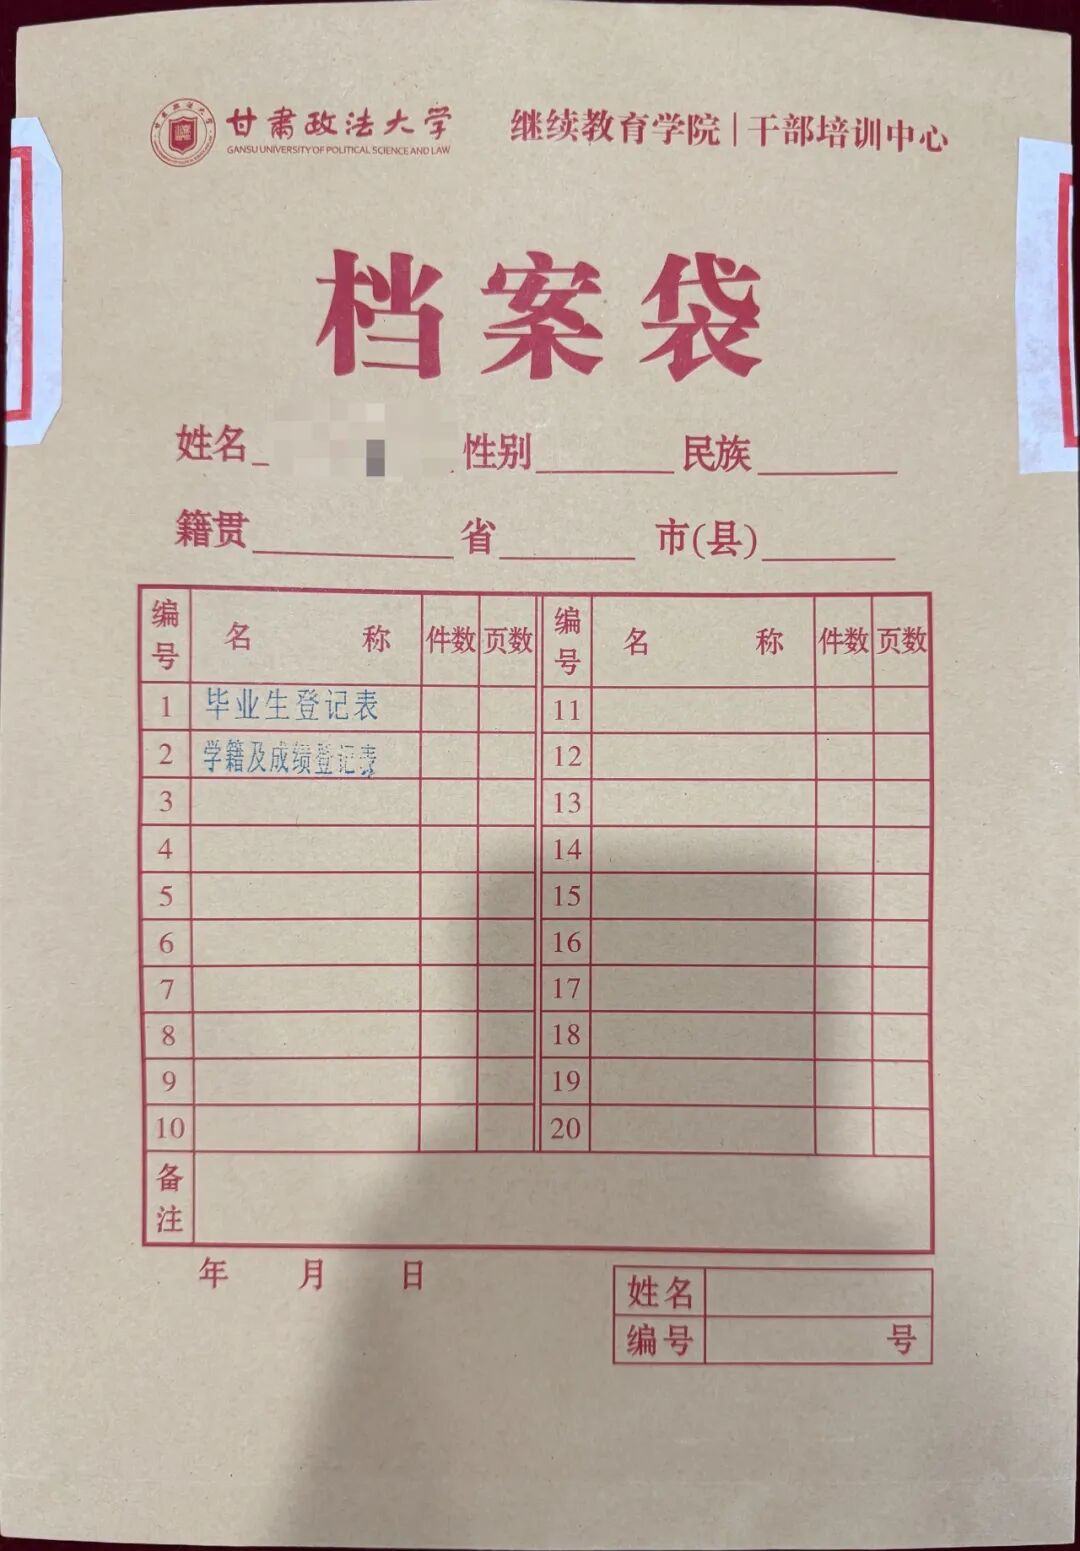 甘肃政法大学 继续教育学院|干部培训中心
GANSU UNIVERSITY OF POLITICAL SCIENCE AND LAW
档案袋
姓名 性别 民族
籍贯 省 市(县)
编号 名称 件数 页数 编号 名称 件数 页数
1 毕业生登记表 11
2 学籍及成绩登记表 12
3 13
4 14
5 15
6 16
7 17
8 18
9 19
10 20
备注
年 月 日
姓名
编号 号